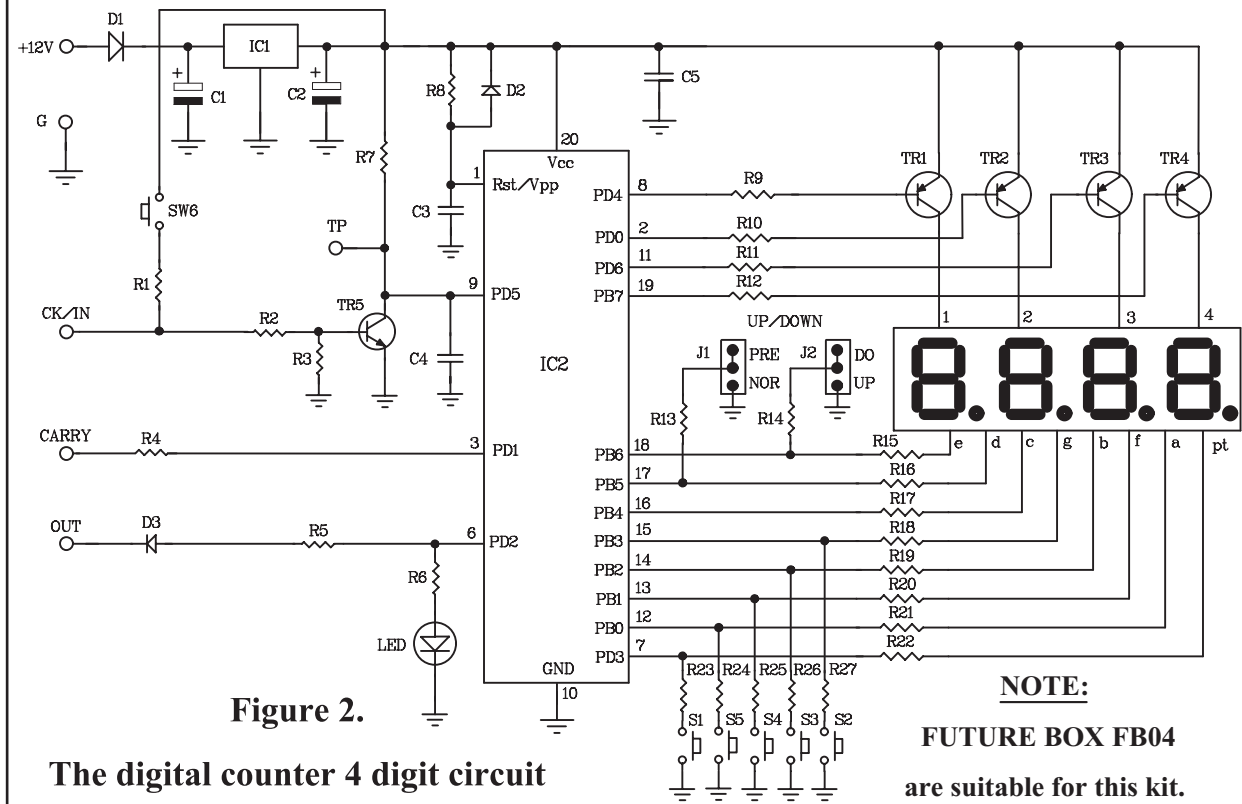 D1
+12V
IC1
C1
C2
G
R8
D2
C5
20
Vcc
R7
1
Rst/Vpp
SW6
C3
TP
R1
9
PD5
TR5
CK/IN
R2
R3
C4
IC2
CARRY
R4
3
PD1
OUT
D3
R5
6
PD2
R6
LED
GND
10
PD4
8
R9
PD0
2
R10
PD6
11
R11
PB7
19
R12
TR1
TR2
TR3
TR4
UP/DOWN
J1
PRE
NOR
J2
DO
UP
R13
R14
1
2
3
4
8.8.8.8.
e
d
c
g
b
f
a
pt
PB6
18
R15
PB5
17
R16
PB4
16
R17
PB3
15
R18
PB2
14
R19
PB1
13
R20
PB0
12
R21
PD3
7
R22
R23
R24
R25
R26
R27
S1
S5
S4
S3
S2
Figure 2.
The digital counter 4 digit circuit
NOTE:
FUTURE BOX FB04
are suitable for this kit.